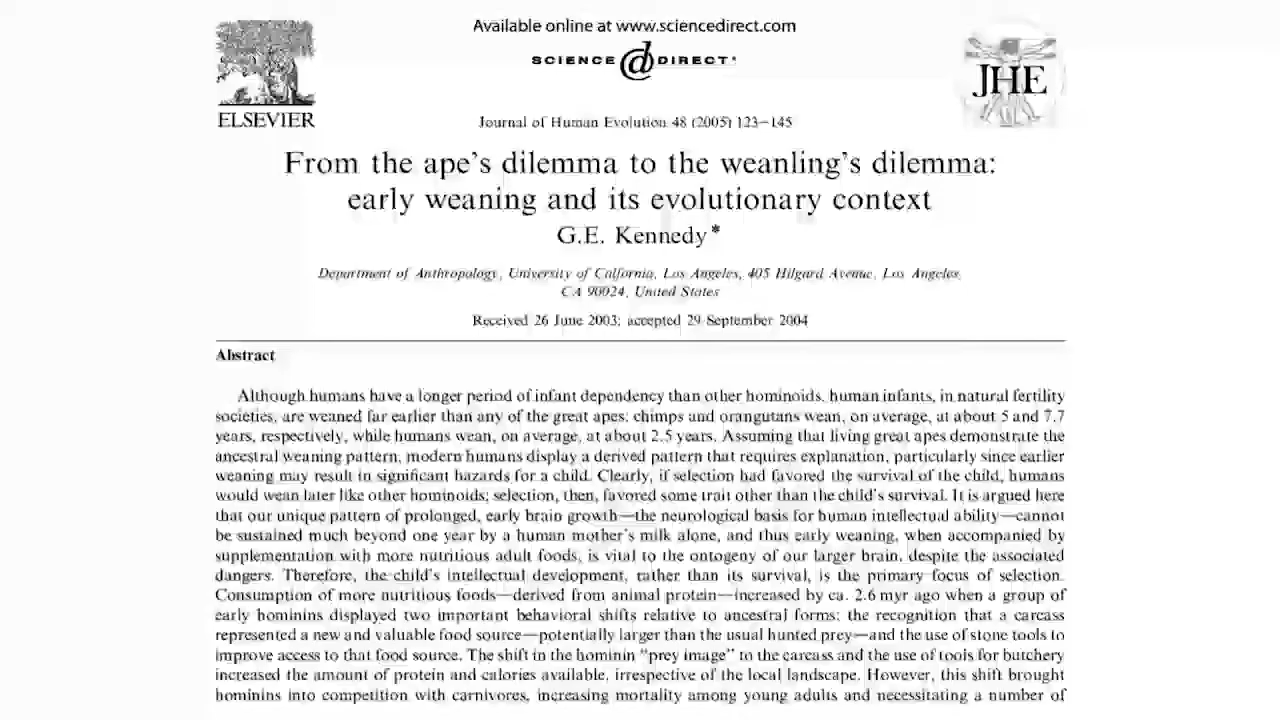 Available online at www.sciencedirect.com
SCIENCE @ DIRECT®
ELSEVIER
JHE
Journal of Human Evolution 48 (2005) 123–145
From the ape's dilemma to the weanling's dilemma:
early weaning and its evolutionary context
G.E. Kennedy*
Department of Anthropology, University of California, Los Angeles, 405 Hilgard Avenue, Los Angeles,
CA 90024, United States
Received 26 June 2003; accepted 29 September 2004
Abstract
Although humans have a longer period of infant dependency than other hominoids, human infants, in natural fertility
societies, are weaned far earlier than any of the great apes: chimps and orangutans wean, on average, at about 5 and 7.7
years, respectively, while humans wean, on average, at about 2.5 years. Assuming that living great apes demonstrate the
ancestral weaning pattern, modern humans display a derived pattern that requires explanation, particularly since earlier
weaning may result in significant hazards for a child. Clearly, if selection had favored the survival of the child, humans
would wean later like other hominoids; selection, then, favored some trait other than the child's survival. It is argued here
that our unique pattern of prolonged, early brain growth—the neurological basis for human intellectual ability—cannot
be sustained much beyond one year by a human mother's milk alone, and thus early weaning, when accompanied by
supplementation with more nutritious adult foods, is vital to the ontogeny of our larger brain, despite the associated
dangers. Therefore, the child's intellectual development, rather than its survival, is the primary focus of selection.
Consumption of more nutritious foods—derived from animal protein—increased by ca. 2.6 myr ago when a group of
early hominins displayed two important behavioral shifts relative to ancestral forms: the recognition that a carcass
represented a new and valuable food source—potentially larger than the usual hunted prey—and the use of stone tools to
improve access to that food source. The shift in the hominin "prey image" to the carcass and the use of tools for butchery
increased the amount of protein and calories available, irrespective of the local landscape. However, this shift brought
hominins into competition with carnivores, increasing mortality among young adults and necessitating a number of